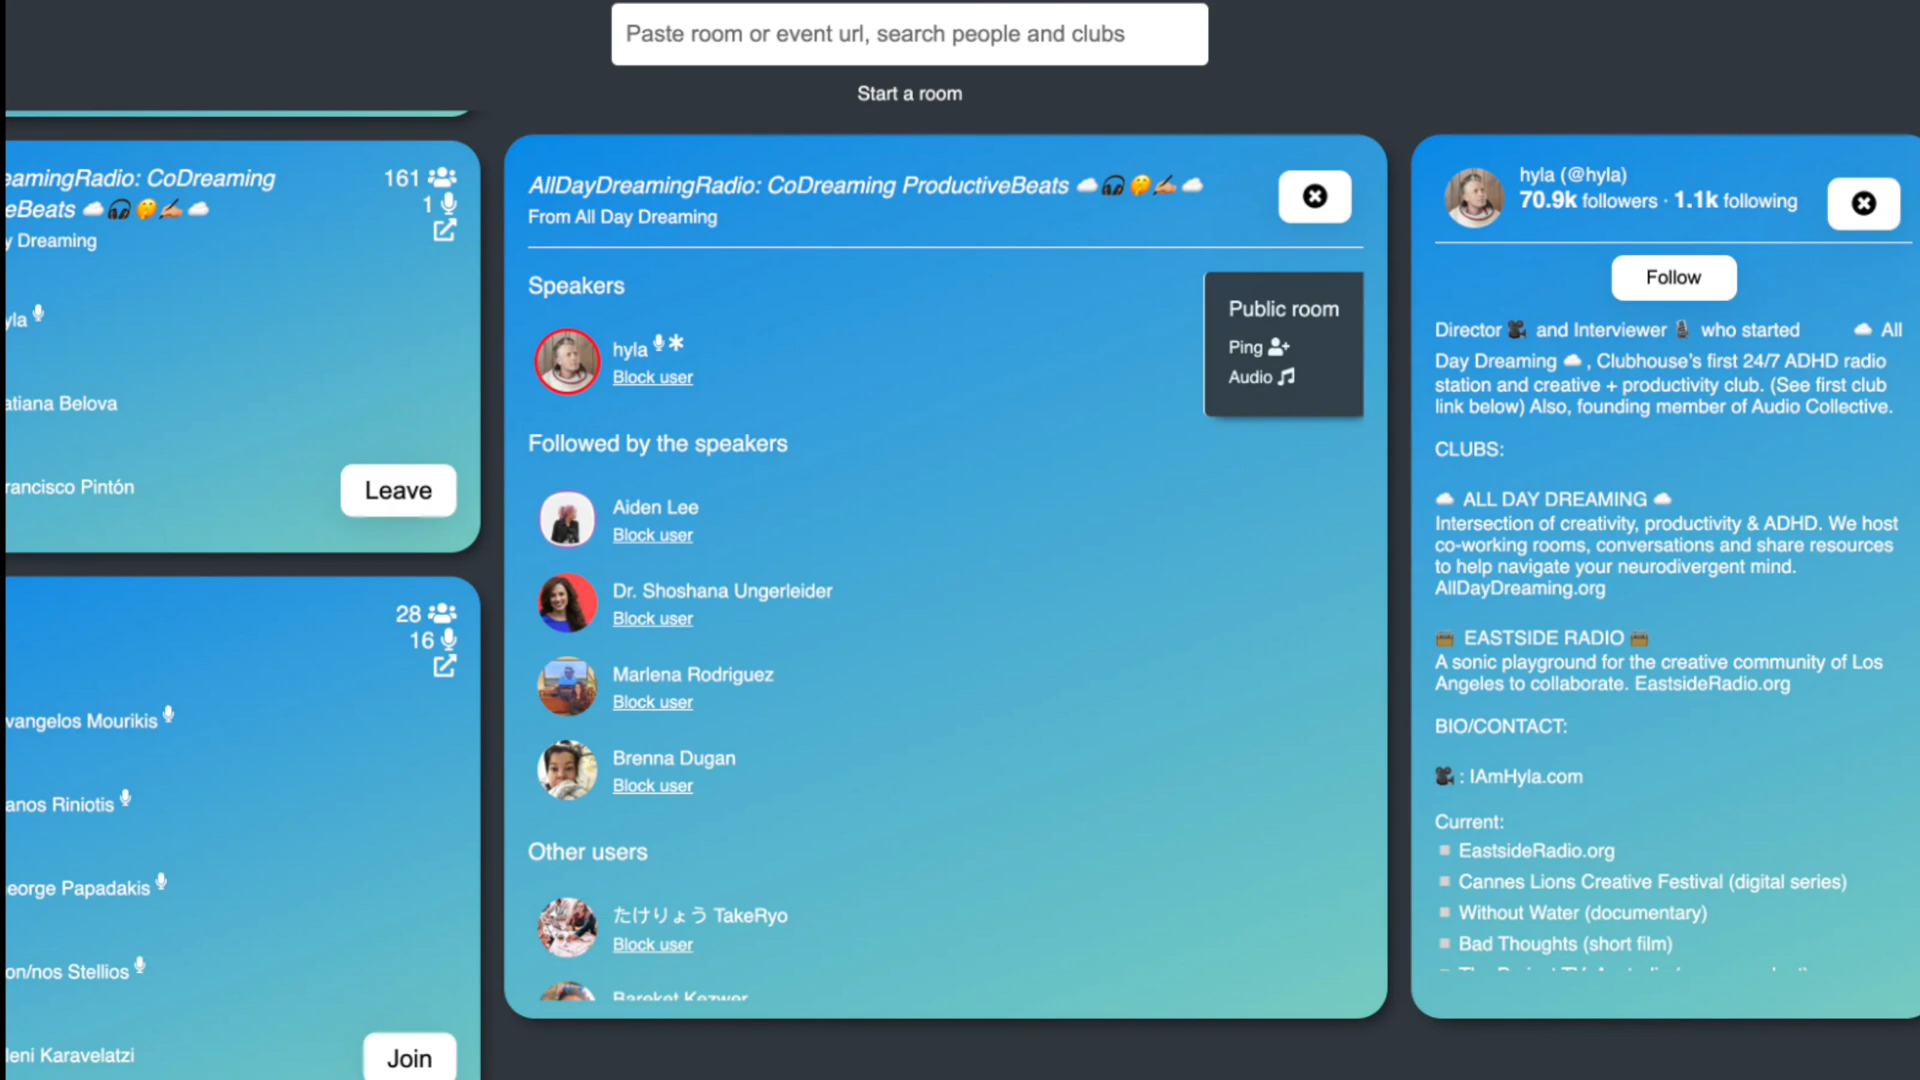 Paste room or event url, search people and clubs
Start a room
eamingRadio: CoDreaming
eBeats ☁️🎧🤔✍🏽☁️
y Dreaming
161
1
yla
atiana Belova
rancisco Pintón
Leave
28
16
vangelos Mourikis
anos Riniotis
eorge Papadakis
on/nos Stellios
leni Karavelatzi
Join
AllDayDreamingRadio: CoDreaming ProductiveBeats ☁️🎧🤔✍🏽☁️
From All Day Dreaming
Speakers
hyla
Block user
Public room
Ping
Audio
Followed by the speakers
Aiden Lee
Block user
Dr. Shoshana Ungerleider
Block user
Marlena Rodriguez
Block user
Brenna Dugan
Block user
Other users
たけりょう TakeRyo
Block user
Bareket Kezwer
hyla (@hyla)
70.9k followers · 1.1k following
Follow
Director 🎥 and Interviewer 🎙 who started ☁️ All
Day Dreaming ☁️, Clubhouse's first 24/7 ADHD radio
station and creative + productivity club. (See first club
link below) Also, founding member of Audio Collective.
CLUBS:
☁️ ALL DAY DREAMING ☁️
Intersection of creativity, productivity & ADHD. We host
co-working rooms, conversations and share resources
to help navigate your neurodivergent mind.
AllDayDreaming.org
📻 EASTSIDE RADIO 📻
A sonic playground for the creative community of Los
Angeles to collaborate. EastsideRadio.org
BIO/CONTACT:
🎥: IAmHyla.com
Current:
◽ EastsideRadio.org
◽ Cannes Lions Creative Festival (digital series)
◽ Without Water (documentary)
◽ Bad Thoughts (short film)